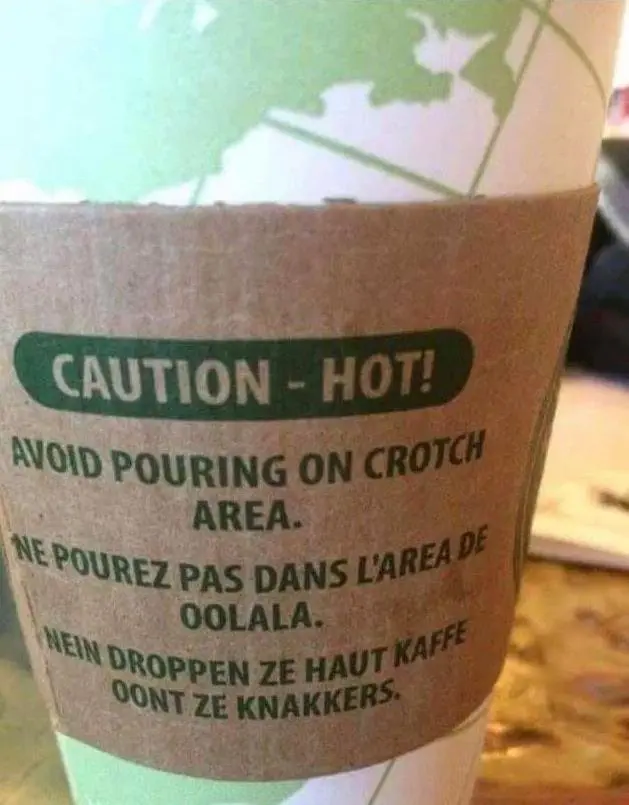 CAUTION - HOT!
AVOID POURING ON CROTCH
AREA.
NE POUREZ PAS DANS L'AREA DE
OOLALA.
NEIN DROPPEN ZE HAUT KAFFE
OONT ZE KNAKKERS.